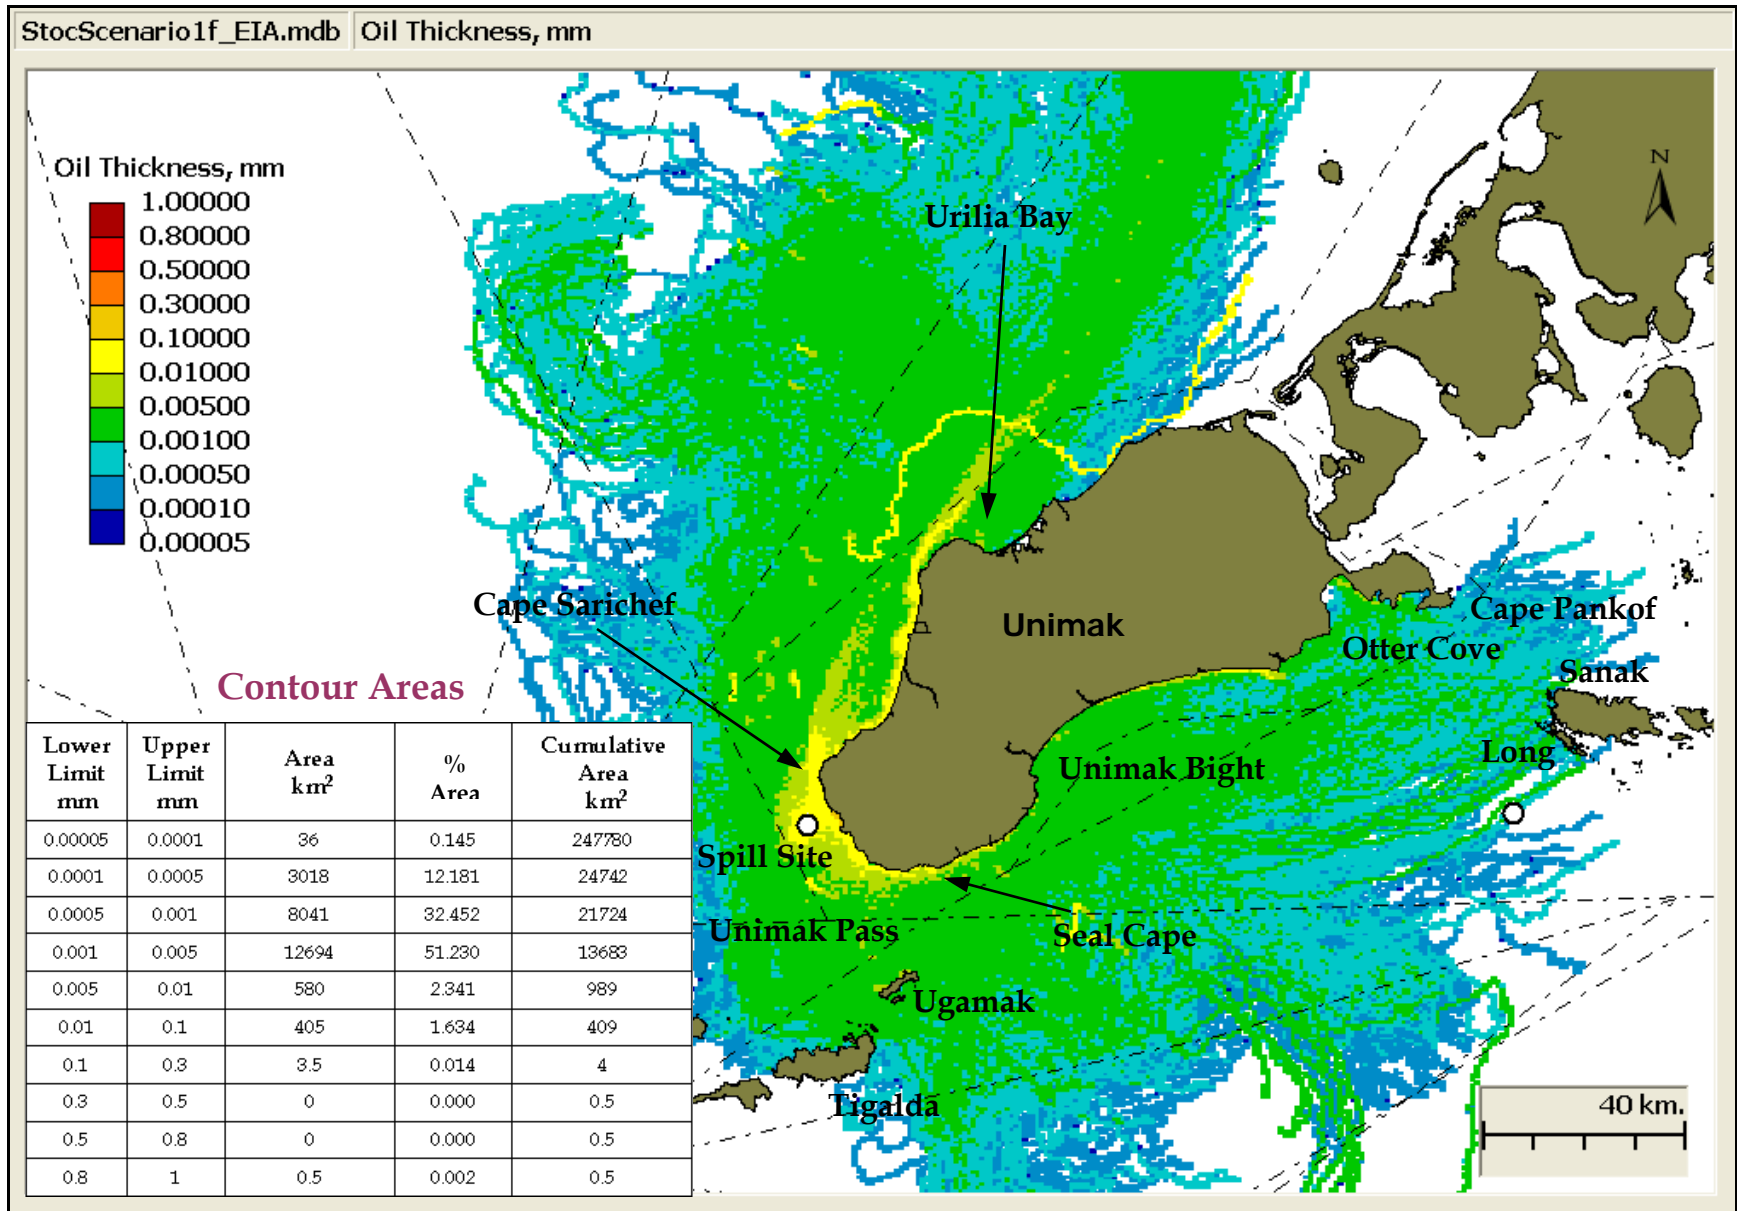 StocScenario1f_EIA.mdb Oil Thickness, mm
Oil Thickness, mm
1.00000
0.80000
0.50000
0.30000
0.10000
0.01000
0.00500
0.00100
0.00050
0.00010
0.00005
N
Urilia Bay
Cape Sarichef
Unimak
Cape Pankof
Otter Cove
Sanak
Long
Unimak Bight
Spill Site
Unimak Pass
Seal Cape
Ugamak
Tigalda
40 km.
Contour Areas
Lower Limit mm Upper Limit mm Area km² % Area Cumulative Area km²
0.00005 0.0001 36 0.145 247780
0.0001 0.0005 3018 12.181 24742
0.0005 0.001 8041 32.452 21724
0.001 0.005 12694 51.230 13683
0.005 0.01 580 2.341 989
0.01 0.1 405 1.634 409
0.1 0.3 3.5 0.014 4
0.3 0.5 0 0.000 0.5
0.5 0.8 0 0.000 0.5
0.8 1 0.5 0.002 0.5